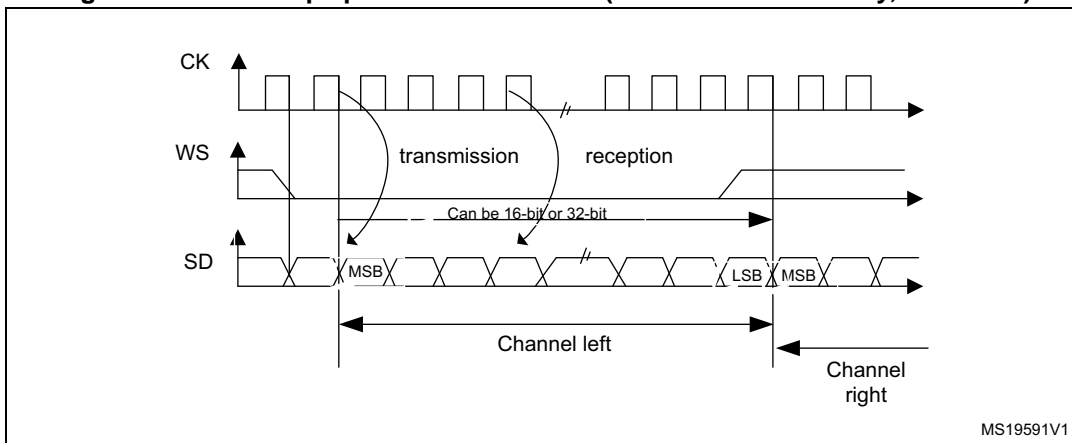 CK
WS
transmission reception
Can be 16-bit or 32-bit
SD
MSB LSB MSB
Channel left
Channel
right
MS19591V1